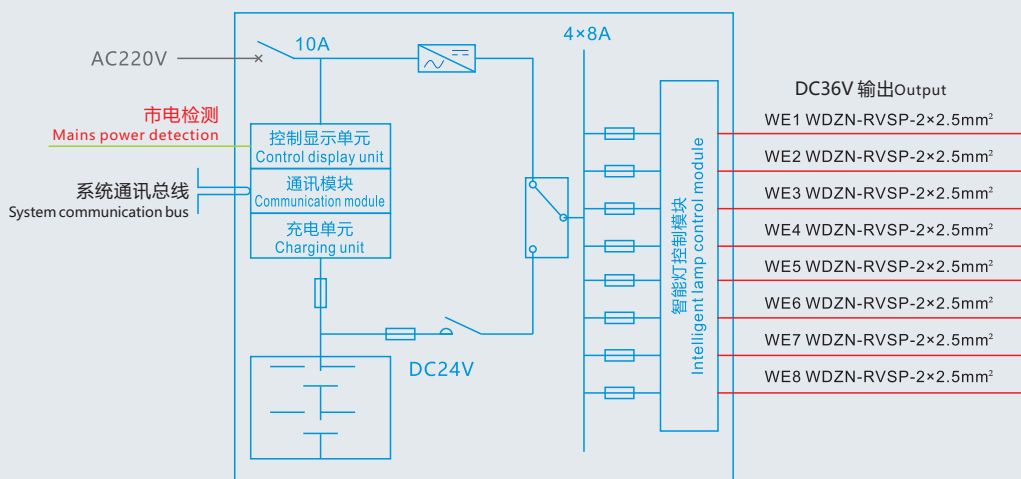 AC220V
10A
4×8A
市电检测
Mains power detection
系统通讯总线
System communication bus
控制显示单元
Control display unit
通讯模块
Communication module
充电单元
Charging unit
DC24V
智能灯控制模块
Intelligent lamp control module
DC36V 输出Output
WE1 WDZN-RVSP-2×2.5mm²
WE2 WDZN-RVSP-2×2.5mm²
WE3 WDZN-RVSP-2×2.5mm²
WE4 WDZN-RVSP-2×2.5mm²
WE5 WDZN-RVSP-2×2.5mm²
WE6 WDZN-RVSP-2×2.5mm²
WE7 WDZN-RVSP-2×2.5mm²
WE8 WDZN-RVSP-2×2.5mm²